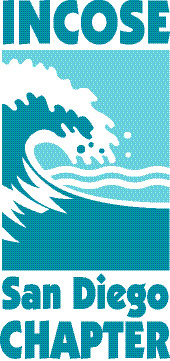 INCOSE
San Diego
CHAPTER